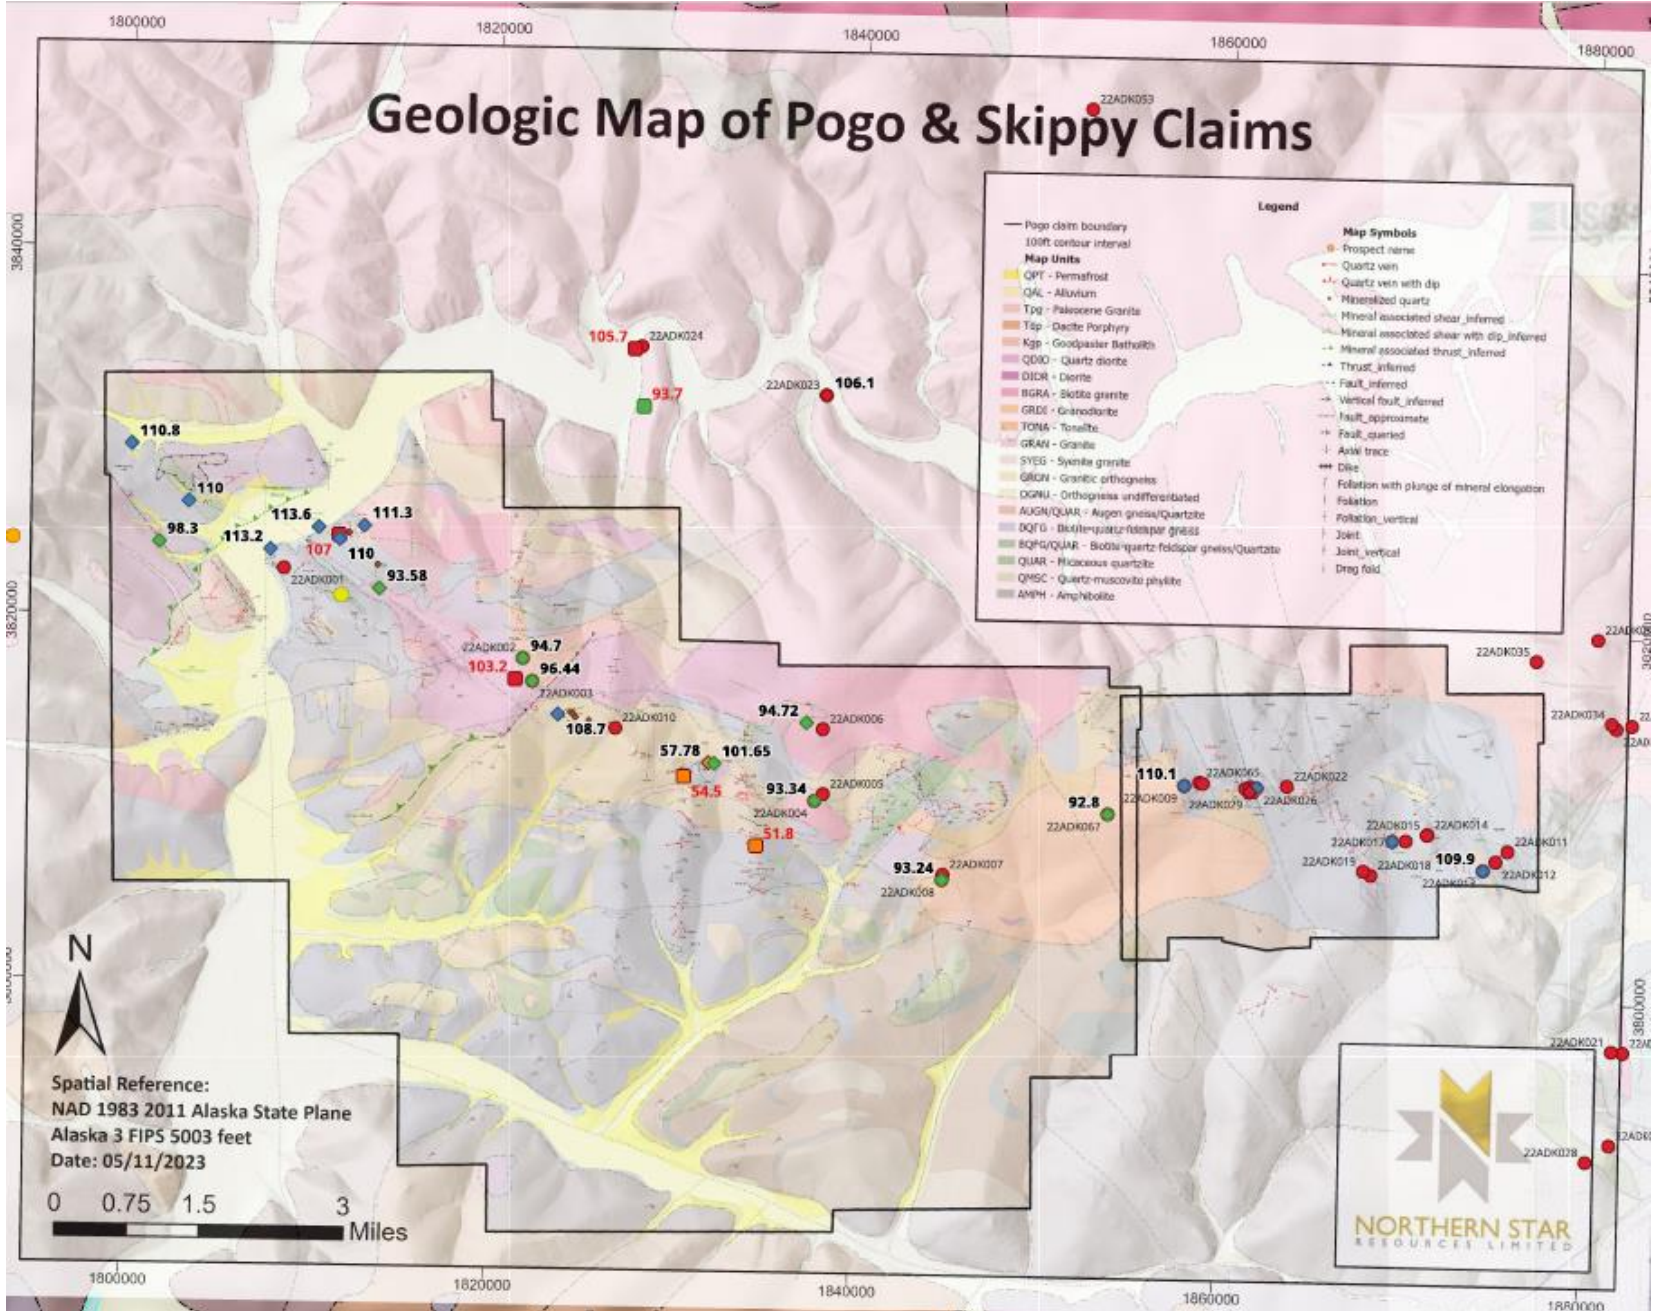 1800000
1820000
1840000
1860000
1880000
22ADK053
Geologic Map of Pogo & Skippy Claims
3840000
Legend
Pogo claim boundary
100ft contour interval
Map Units
QPT - Permafrost
QAL - Alluvium
Tpg - Paleocene Granite
Tdp - Dacite Porphyry
Kgp - Goodpaster Batholith
QDIO - Quartz diorite
DIOR - Diorite
BGRA - Biotite granite
GRDI - Granodiorite
TONA - Tonalite
GRAN - Granite
SYEG - Syenite granite
GRGN - Granitic orthogneiss
OGNU - Orthogneiss undifferentiated
AUGN/QUAR - Augen gneiss/Quartzite
BQFG - Biotite-quartz-feldspar gneiss
BQFG/QUAR - Biotite-quartz-feldspar gneiss/Quartzite
QUAR - Micaceous quartzite
QMSC - Quartz-muscovite phyllite
AMPH - Amphibolite
Map Symbols
Prospect name
Quartz vein
Quartz vein with dip
Mineralized quartz
Mineral associated shear_inferred
Mineral associated shear with dip_inferred
Mineral associated thrust_inferred
Thrust_inferred
Fault_inferred
Vertical fault_inferred
Fault_approximate
Fault_queried
Axial trace
Dike
Foliation with plunge of mineral elongation
Foliation
Foliation_vertical
Joint
Joint_vertical
Drag fold
USGS
105.7
22ADK024
93.7
22ADK023
106.1
110.8
110
98.3
113.6
111.3
113.2
107
110
22ADK001
93.58
3820000
22ADK002
94.7
103.2
96.44
22ADK003
108.7
22ADK010
94.72
22ADK006
57.78
101.65
54.5
93.34
22ADK005
22ADK004
51.8
93.24
22ADK007
22ADK008
92.8
22ADK067
110.1
22ADK009
22ADK065
22ADK022
22ADK029
22ADK026
22ADK015
22ADK014
22ADK017
22ADK011
22ADK019
22ADK018
109.9
22ADK012
22ADK035
22ADK034
22ADK021
22ADK028
3800000
N
Spatial Reference:
NAD 1983 2011 Alaska State Plane
Alaska 3 FIPS 5003 feet
Date: 05/11/2023
0 0.75 1.5 3
Miles
NORTHERN STAR
RESOURCES LIMITED
1800000
1820000
1840000
1860000
1880000